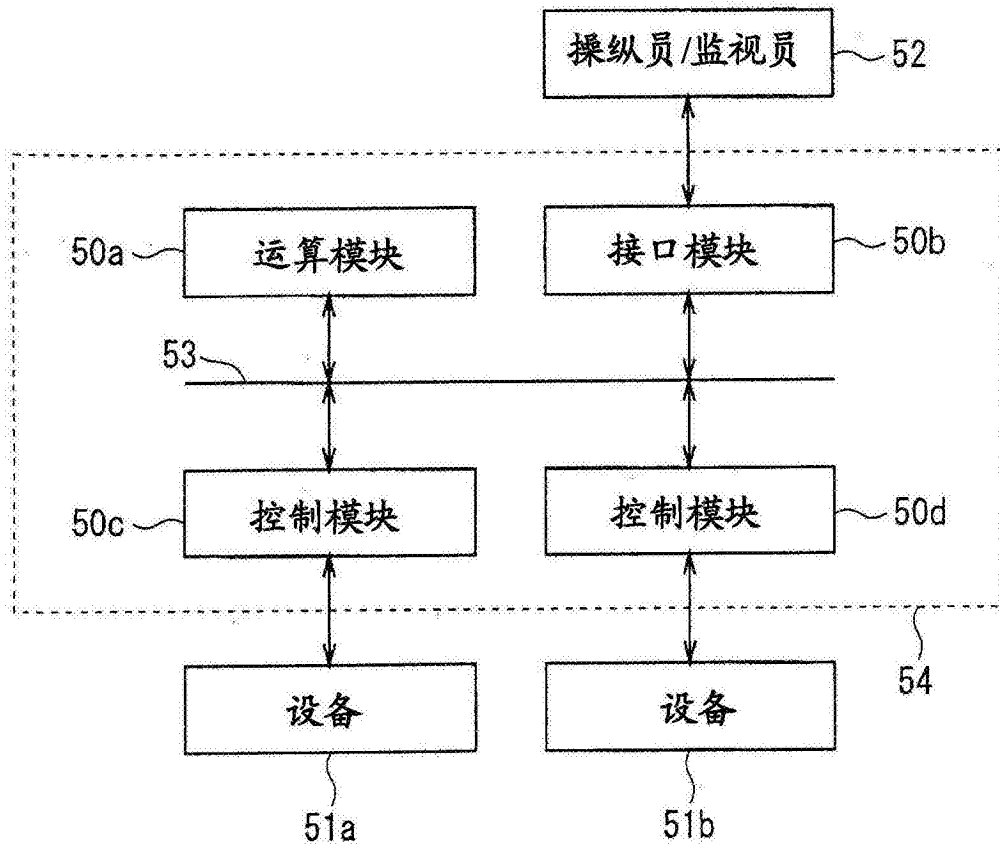 操纵员/监视员
52
50a
运算模块
接口模块
50b
53
50c
控制模块
控制模块
50d
设备
设备
54
51a
51b